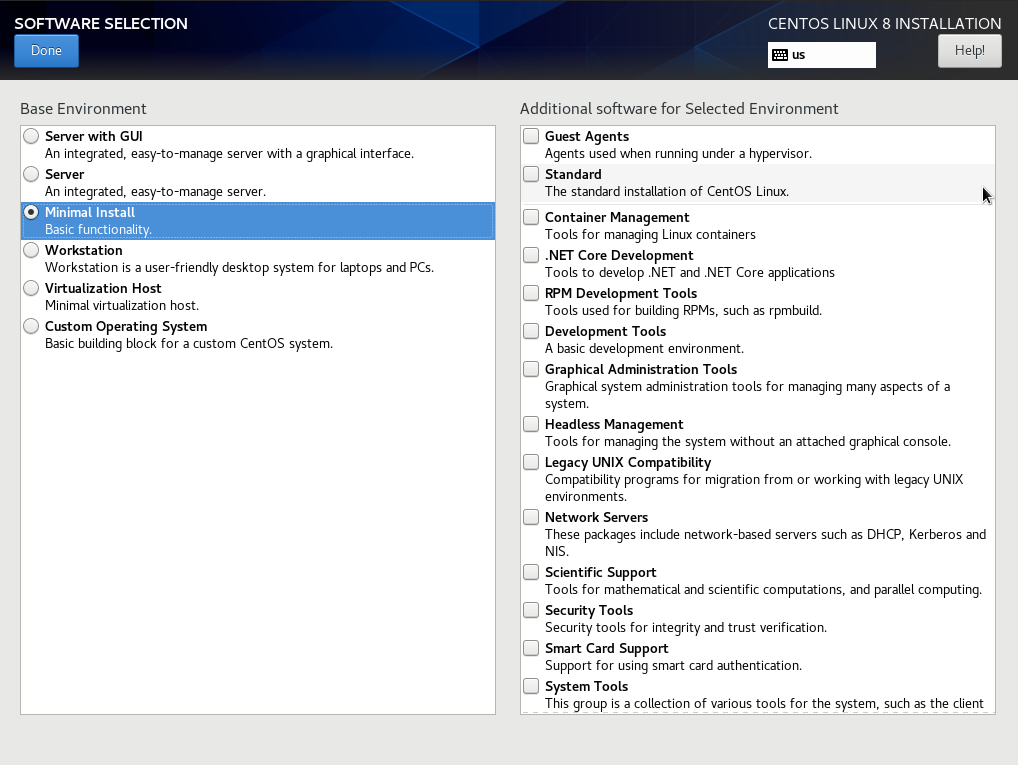 SOFTWARE SELECTION
CENTOS LINUX 8 INSTALLATION
Done
us
Help!
Base Environment
Server with GUI
An integrated, easy-to-manage server with a graphical interface.
Server
An integrated, easy-to-manage server.
Minimal Install
Basic functionality.
Workstation
Workstation is a user-friendly desktop system for laptops and PCs.
Virtualization Host
Minimal virtualization host.
Custom Operating System
Basic building block for a custom CentOS system.
Additional software for Selected Environment
Guest Agents
Agents used when running under a hypervisor.
Standard
The standard installation of CentOS Linux.
Container Management
Tools for managing Linux containers
.NET Core Development
Tools to develop .NET and .NET Core applications
RPM Development Tools
Tools used for building RPMs, such as rpmbuild.
Development Tools
A basic development environment.
Graphical Administration Tools
Graphical system administration tools for managing many aspects of a
system.
Headless Management
Tools for managing the system without an attached graphical console.
Legacy UNIX Compatibility
Compatibility programs for migration from or working with legacy UNIX
environments.
Network Servers
These packages include network-based servers such as DHCP, Kerberos and
NIS.
Scientific Support
Tools for mathematical and scientific computations, and parallel computing.
Security Tools
Security tools for integrity and trust verification.
Smart Card Support
Support for using smart card authentication.
System Tools
This group is a collection of various tools for the system, such as the client